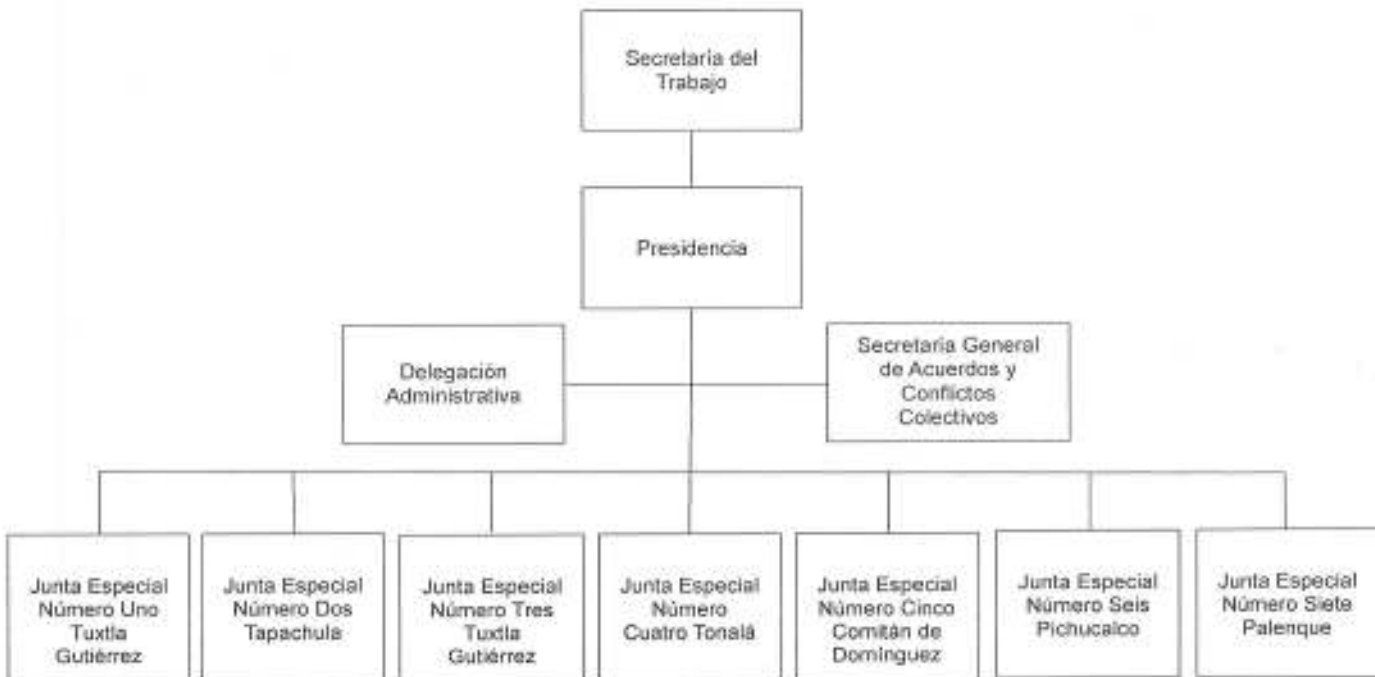 Secretaría del
Trabajo
Presidencia
Delegación
Administrativa
Secretaría General
de Acuerdos y
Conflictos
Colectivos
Junta Especial
Número Uno
Tuxtla
Gutiérrez
Junta Especial
Número Dos
Tapachula
Junta Especial
Número Tres
Tuxtla
Gutiérrez
Junta Especial
Número
Cuatro Tonalá
Junta Especial
Número Cinco
Comitán de
Domínguez
Junta Especial
Número Seis
Pichucalco
Junta Especial
Número Siete
Palenque